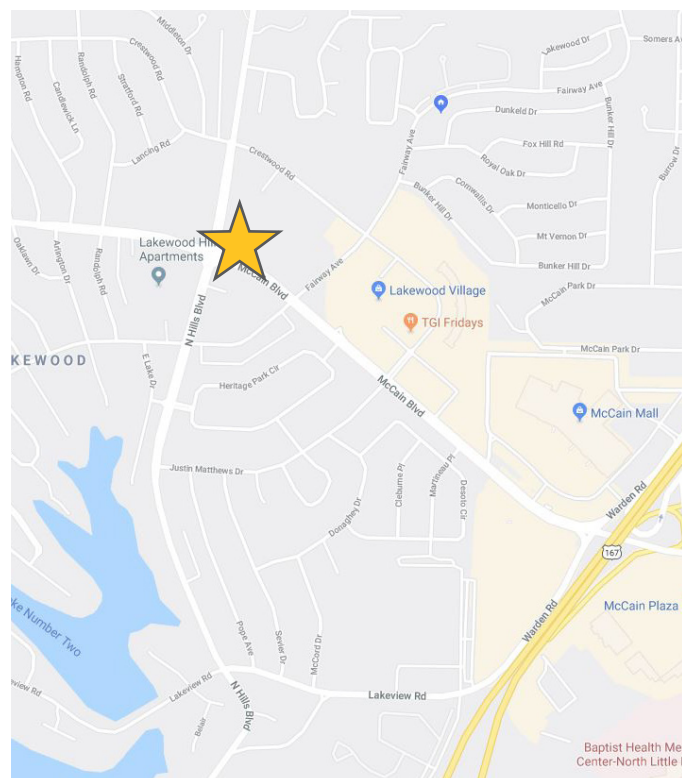 Middleton Dr
Lakewood Dr
Somers A
Crestwood Rd
Hampton Rd
Candlewick Ln
Randolph Rd
Stratford Rd
Fairway Ave
Dunkeld Dr
Bunker Hill Dr
Lancing Rd
Crestwood Rd
Fairway Ave
Fox Hill Rd
Royal Oak Dr
Burrow Dr
Bunker Hill Dr
Cornwallis Dr
Monticello Dr
Oaklawn Dr
Arlington Dr
Randolph Rd
Lakewood Hil
Apartments
Mt Vernon Dr
McCain Blvd
Fairway Ave
Bunker Hill Dr
Lakewood Village
McCain Park Dr
N Hills Blvd
TGI Fridays
KEWOOD
E Lake Dr
McCain Park Dr
Heritage Park Cir
McCain Blvd
McCain Mall
Justin Matthews Dr
Cleburne Pl
Martineau Pl
Desoto Cir
Donaghey Dr
Warden Rd
167
Warden Rd
McCain Plaza
ke Number Two
Pope Ave
Sevier Dr
McCord Dr
Lakeview Rd
view Rd
N Hills Blvd
Lakeview Rd
Belair
Baptist Health Me
Center-North Little